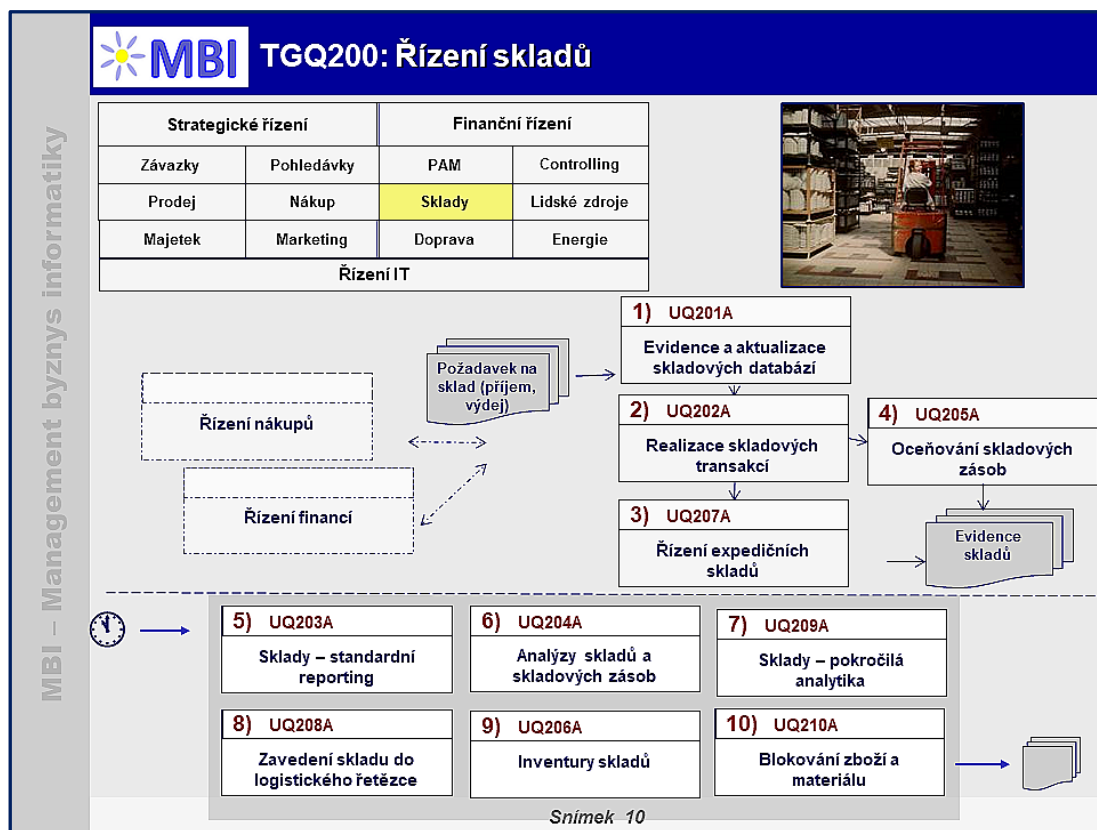 MBI – Management byznys informatiky
MBI
TGQ200: Řízení skladů
Strategické řízení
Finanční řízení
Závazky
Pohledávky
PAM
Controlling
Prodej
Nákup
Sklady
Lidské zdroje
Majetek
Marketing
Doprava
Energie
Řízení IT
Řízení nákupů
Řízení financí
Požadavek na
sklad (příjem,
výdej)
1) UQ201A
Evidence a aktualizace
skladových databází
2) UQ202A
Realizace skladových
transakcí
3) UQ207A
Řízení expedičních
skladů
4) UQ205A
Oceňování skladových
zásob
Evidence
skladů
5) UQ203A
Sklady – standardní
reporting
6) UQ204A
Analýzy skladů a
skladových zásob
7) UQ209A
Sklady – pokročilá
analytika
8) UQ208A
Zavedení skladu do
logistického řetězce
9) UQ206A
Inventury skladů
10) UQ210A
Blokování zboží a
materiálu
Snímek 10